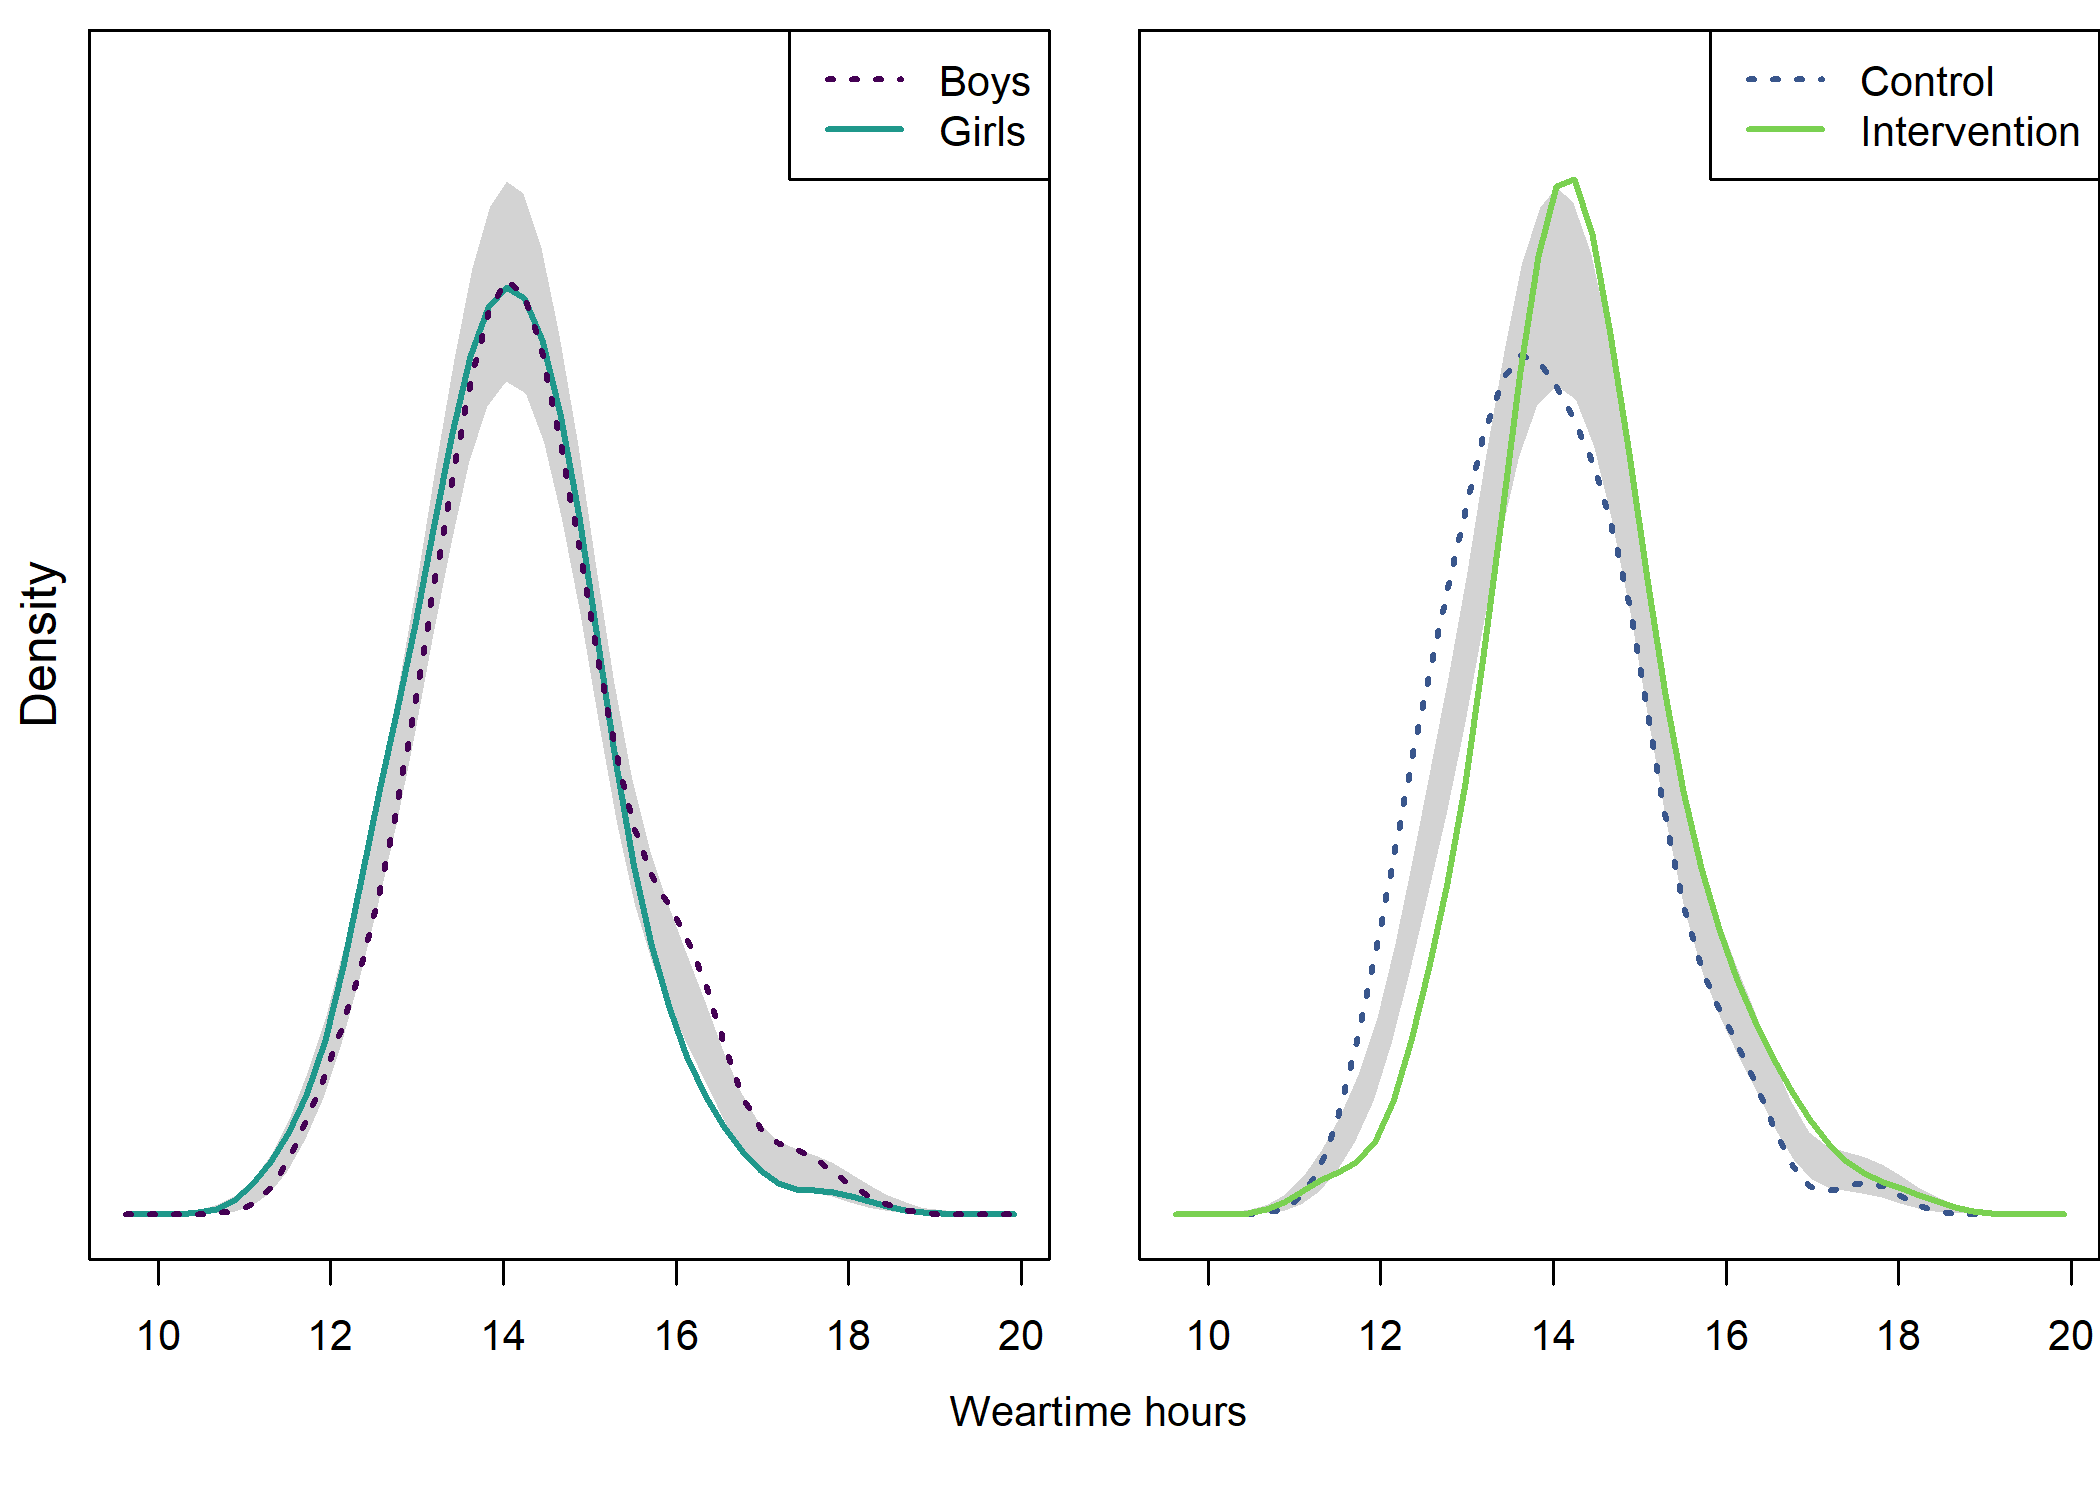 Boys
Girls
Control
Intervention
Density
10 12 14 16 18 20
10 12 14 16 18 20
Weartime hours